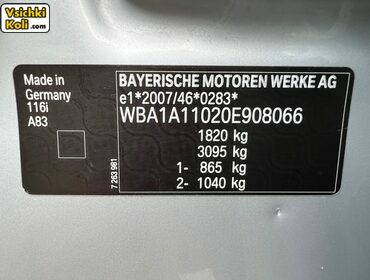 Vsichki
Koli .com
Made in
Germany
116i
A83
BAYERISCHE MOTOREN WERKE AG
e1*2007/46*0283*
WBA1A11020E908066
1820 kg
3095 kg
1- 865 kg
2- 1040 kg
7 263 981